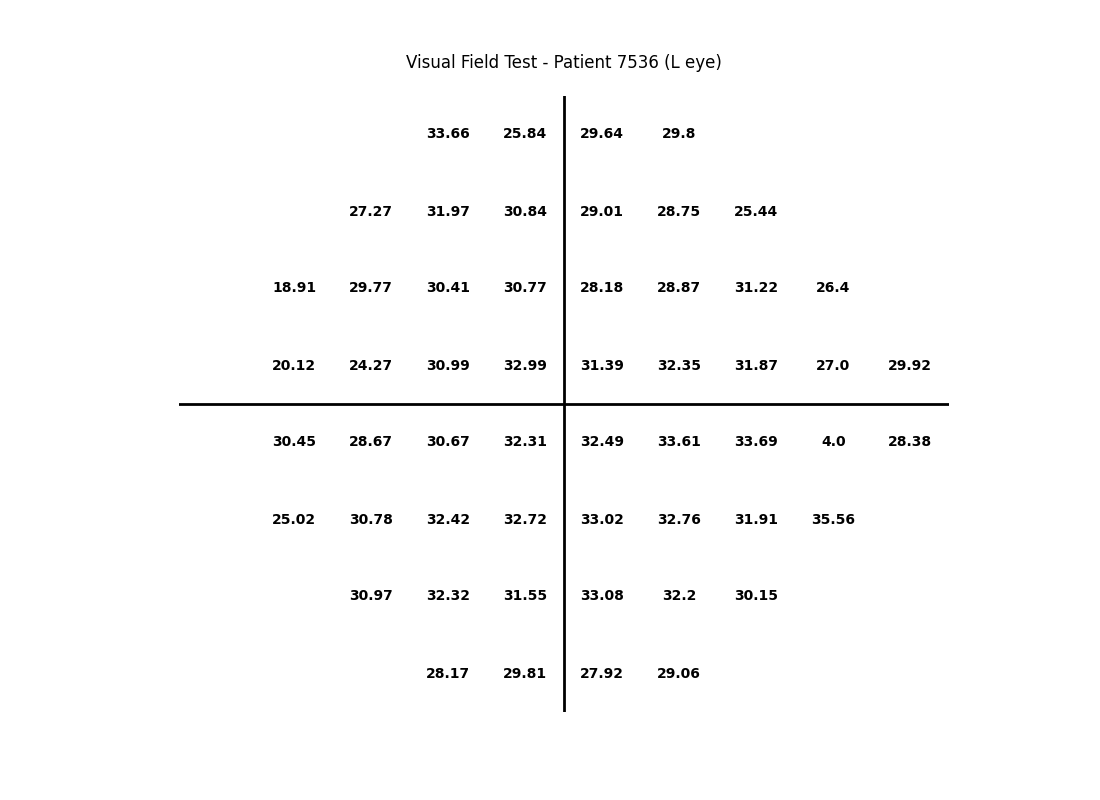 Visual Field Test - Patient 7536 (L eye)
33.66 25.84 29.64 29.8
27.27 31.97 30.84 29.01 28.75 25.44
18.91 29.77 30.41 30.77 28.18 28.87 31.22 26.4
20.12 24.27 30.99 32.99 31.39 32.35 31.87 27.0 29.92
30.45 28.67 30.67 32.31 32.49 33.61 33.69 4.0 28.38
25.02 30.78 32.42 32.72 33.02 32.76 31.91 35.56
30.97 32.32 31.55 33.08 32.2 30.15
28.17 29.81 27.92 29.06